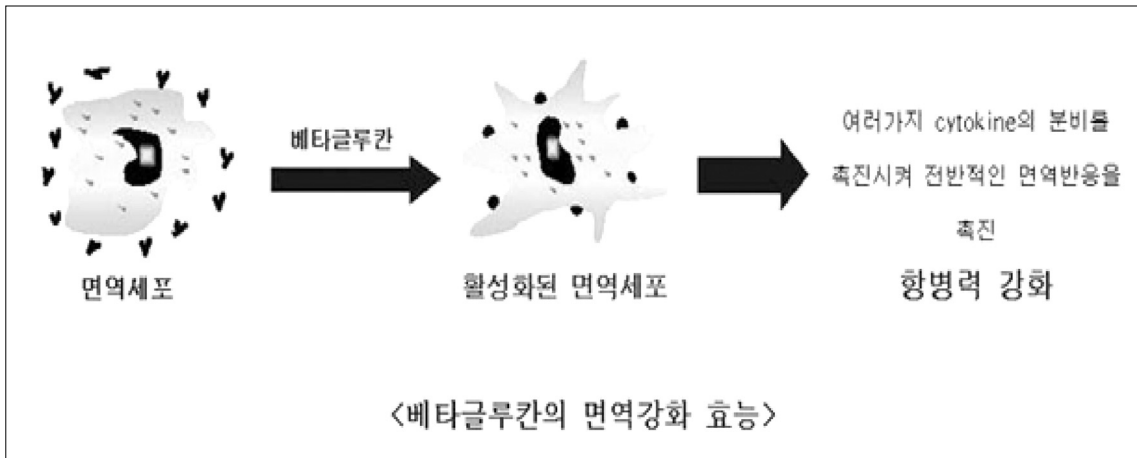 베타글루칸
여러가지 cytokine의 분비를
촉진시켜 전반적인 면역반응을
촉진
면역세포
활성화된 면역세포
항병력 강화
<베타글루칸의 면역강화 효능>